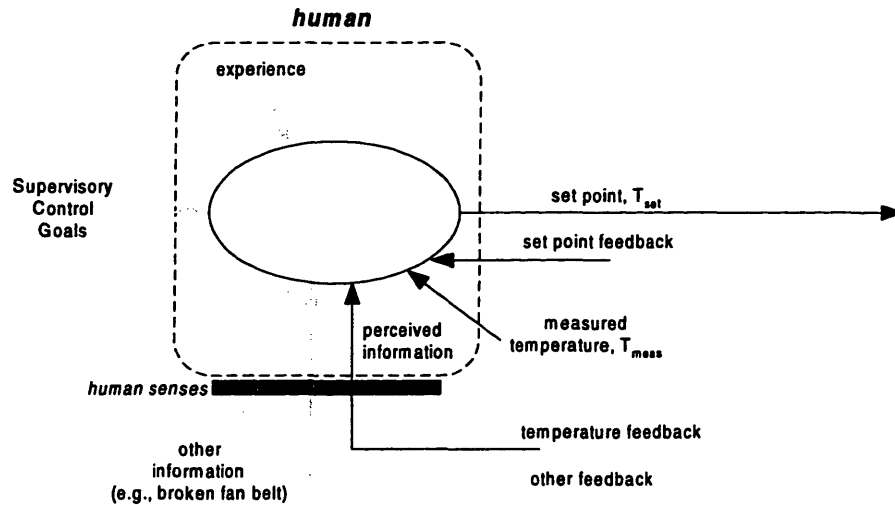 human
experience
Supervisory
Control
Goals
set point, Tset
set point feedback
measured
temperature, Tmeas
perceived
information
human senses
temperature feedback
other
information
(e.g., broken fan belt)
other feedback